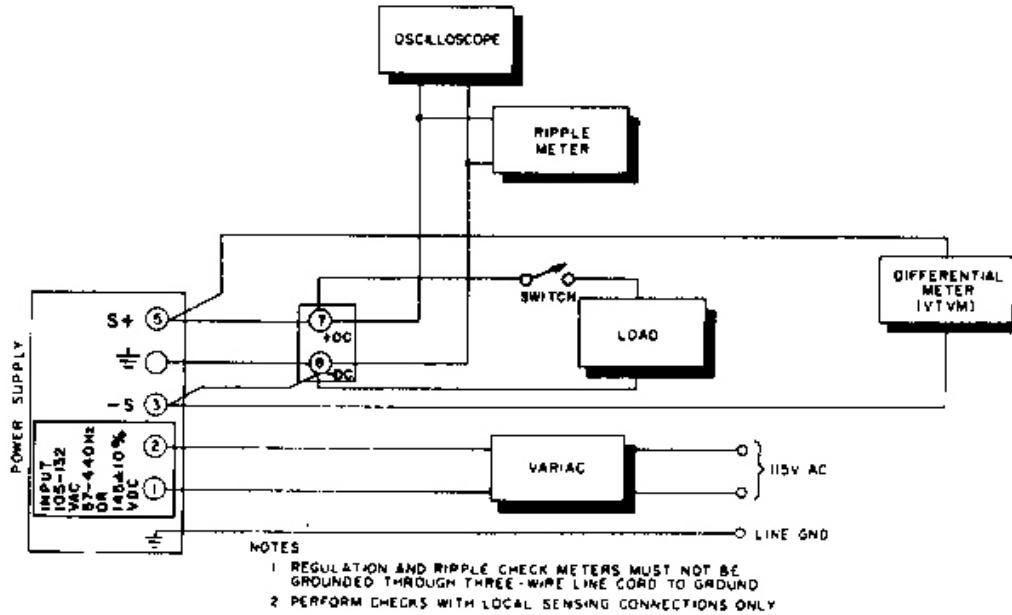 OSCILLOSCOPE
RIPPLE
METER
DIFFERENTIAL
METER
(VTVM)
SWITCH
LOAD
S+ 5
7
+DC
-DC
-S 3
POWER SUPPLY
2
1
INPUT
105-132
VAC
57-440Hz
OR
145±10%
VDC
VARIAC
115V AC
LINE GND
NOTES
1 REGULATION AND RIPPLE CHECK METERS MUST NOT BE
GROUNDED THROUGH THREE-WIRE LINE CORD TO GROUND
2 PERFORM CHECKS WITH LOCAL SENSING CONNECTIONS ONLY